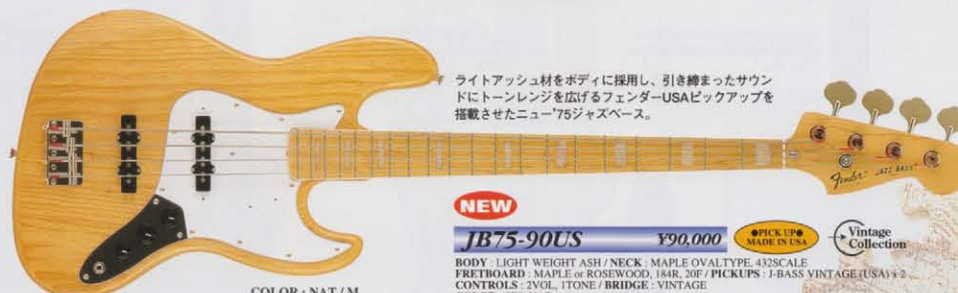 ライトアッシュ材をボディに採用し、引き締まったサウン
ドにトーンレンジを広げるフェンダーUSAピックアップを
搭載させたニュー'75ジャズベース。
Fender JAZZ BASS
NEW
JB75-90US ¥90,000 ●PICK UP● MADE IN USA Vintage Collection
BODY : LIGHT WEIGHT ASH / NECK : MAPLE OVALTYPE, 432SCALE
FRETBOARD : MAPLE or ROSEWOOD, 184R, 20F / PICKUPS : J-BASS VINTAGE (USA) x 2
CONTROLS : 2VOL, 1TONE / BRIDGE : VINTAGE
COLOR : NAT / M